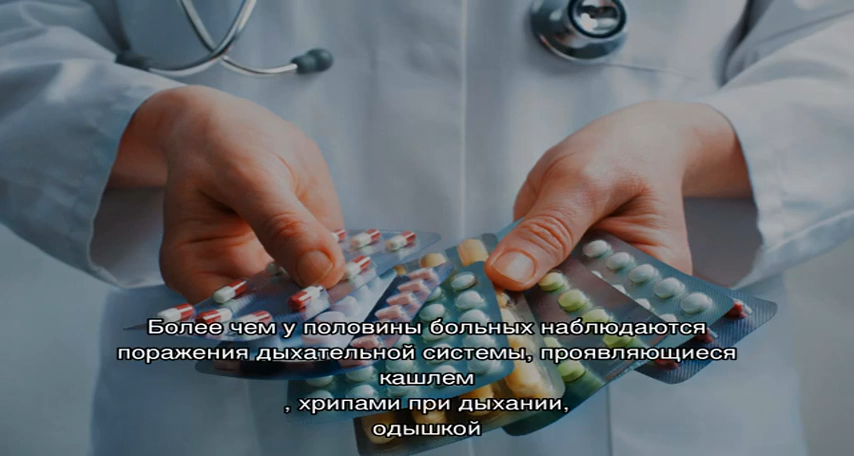 Более чем у половины больных наблюдаются
поражения дыхательной системы, проявляющиеся
кашлем
, хрипами при дыхании,
одышкой